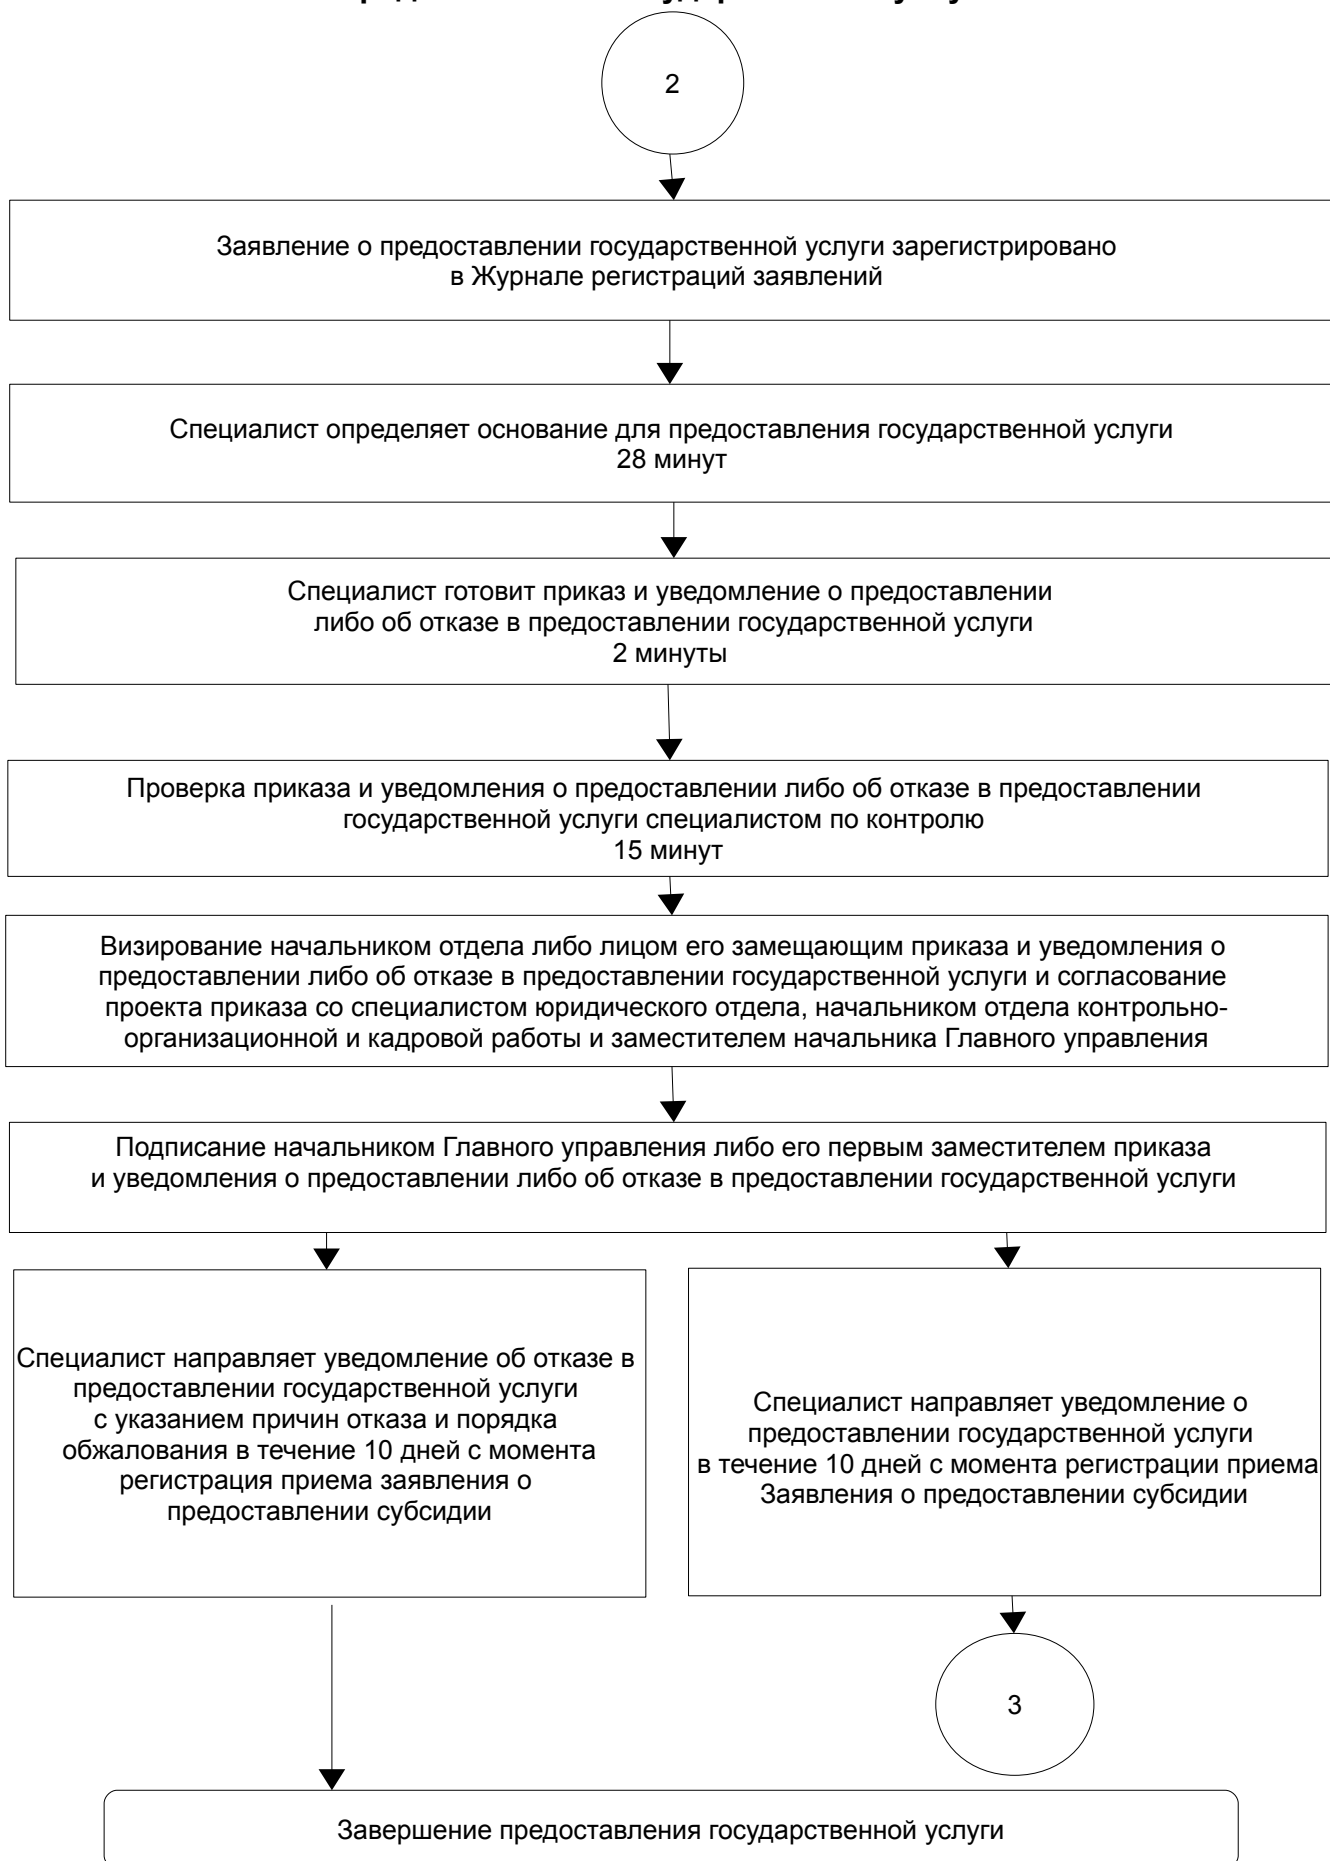 2
Заявление о предоставлении государственной услуги зарегистрировано
в Журнале регистраций заявлений
Специалист определяет основание для предоставления государственной услуги
28 минут
Специалист готовит приказ и уведомление о предоставлении
либо об отказе в предоставлении государственной услуги
2 минуты
Проверка приказа и уведомления о предоставлении либо об отказе в предоставлении
государственной услуги специалистом по контролю
15 минут
Визирование начальником отдела либо лицом его замещающим приказа и уведомления о
предоставлении либо об отказе в предоставлении государственной услуги и согласование
проекта приказа со специалистом юридического отдела, начальником отдела контрольно-
организационной и кадровой работы и заместителем начальника Главного управления
Подписание начальником Главного управления либо его первым заместителем приказа
и уведомления о предоставлении либо об отказе в предоставлении государственной услуги
Специалист направляет уведомление об отказе в
предоставлении государственной услуги
с указанием причин отказа и порядка
обжалования в течение 10 дней с момента
регистрация приема заявления о
предоставлении субсидии
Специалист направляет уведомление о
предоставлении государственной услуги
в течение 10 дней с момента регистрации приема
Заявления о предоставлении субсидии
3
Завершение предоставления государственной услуги